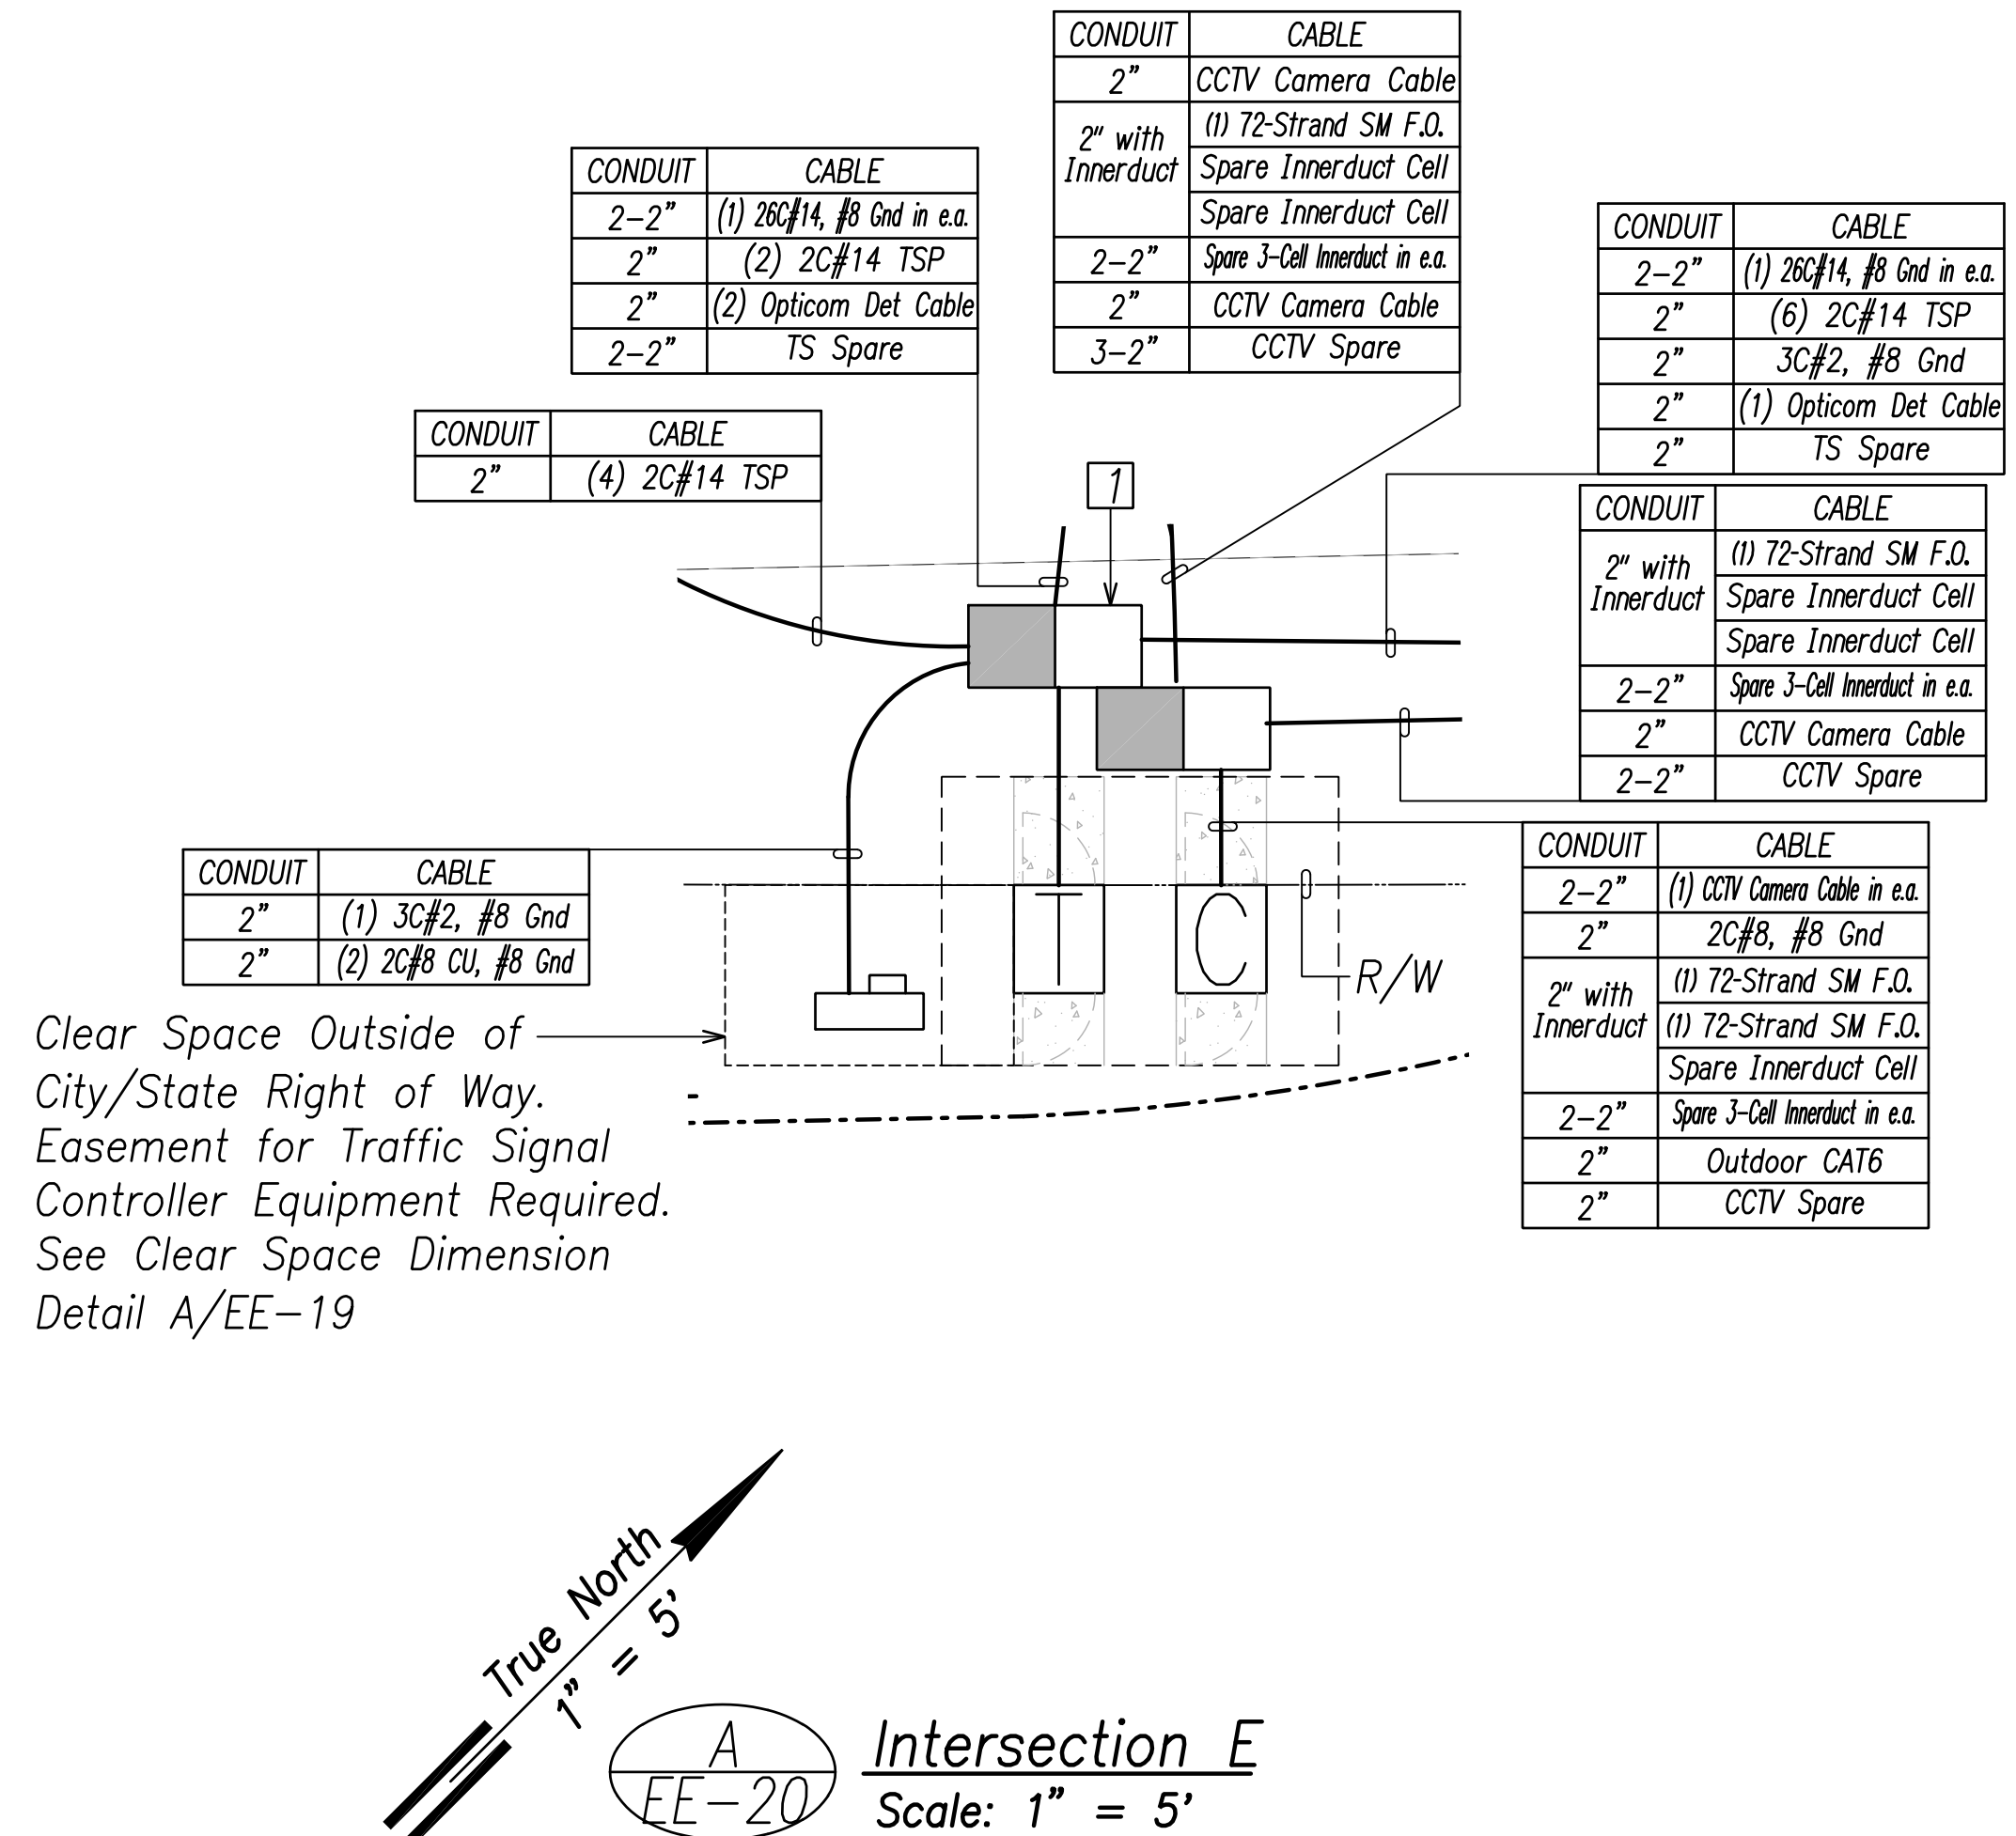 CONDUIT CABLE
2" CCTV Camera Cable
2" with Innerduct (1) 72-Strand SM F.O.
Spare Innerduct Cell
Spare Innerduct Cell
2-2" Spare 3-Cell Innerduct in e.a.
2" CCTV Camera Cable
3-2" CCTV Spare
CONDUIT CABLE
2-2" (1) 26C#14, #8 Gnd in e.a.
2" (2) 2C#14 TSP
2" (2) Opticom Det Cable
2-2" TS Spare
CONDUIT CABLE
2-2" (1) 26C#14, #8 Gnd in e.a.
2" (6) 2C#14 TSP
2" 3C#2, #8 Gnd
2" (1) Opticom Det Cable
2" TS Spare
CONDUIT CABLE
2" (4) 2C#14 TSP
1
CONDUIT CABLE
2" with Innerduct (1) 72-Strand SM F.O.
Spare Innerduct Cell
Spare Innerduct Cell
2-2" Spare 3-Cell Innerduct in e.a.
2" CCTV Camera Cable
2-2" CCTV Spare
CONDUIT CABLE
2-2" (1) CCTV Camera Cable in e.a.
2" 2C#8, #8 Gnd
2" with Innerduct (1) 72-Strand SM F.O.
(1) 72-Strand SM F.O.
Spare Innerduct Cell
2-2" Spare 3-Cell Innerduct in e.a.
2" Outdoor CAT6
2" CCTV Spare
CONDUIT CABLE
2" (1) 3C#2, #8 Gnd
2" (2) 2C#8 CU, #8 Gnd
T
C
R/W
Clear Space Outside of
City/State Right of Way.
Easement for Traffic Signal
Controller Equipment Required.
See Clear Space Dimension
Detail A/EE-19
True North
1" = 5'
A
EE-20
Intersection E
Scale: 1" = 5'